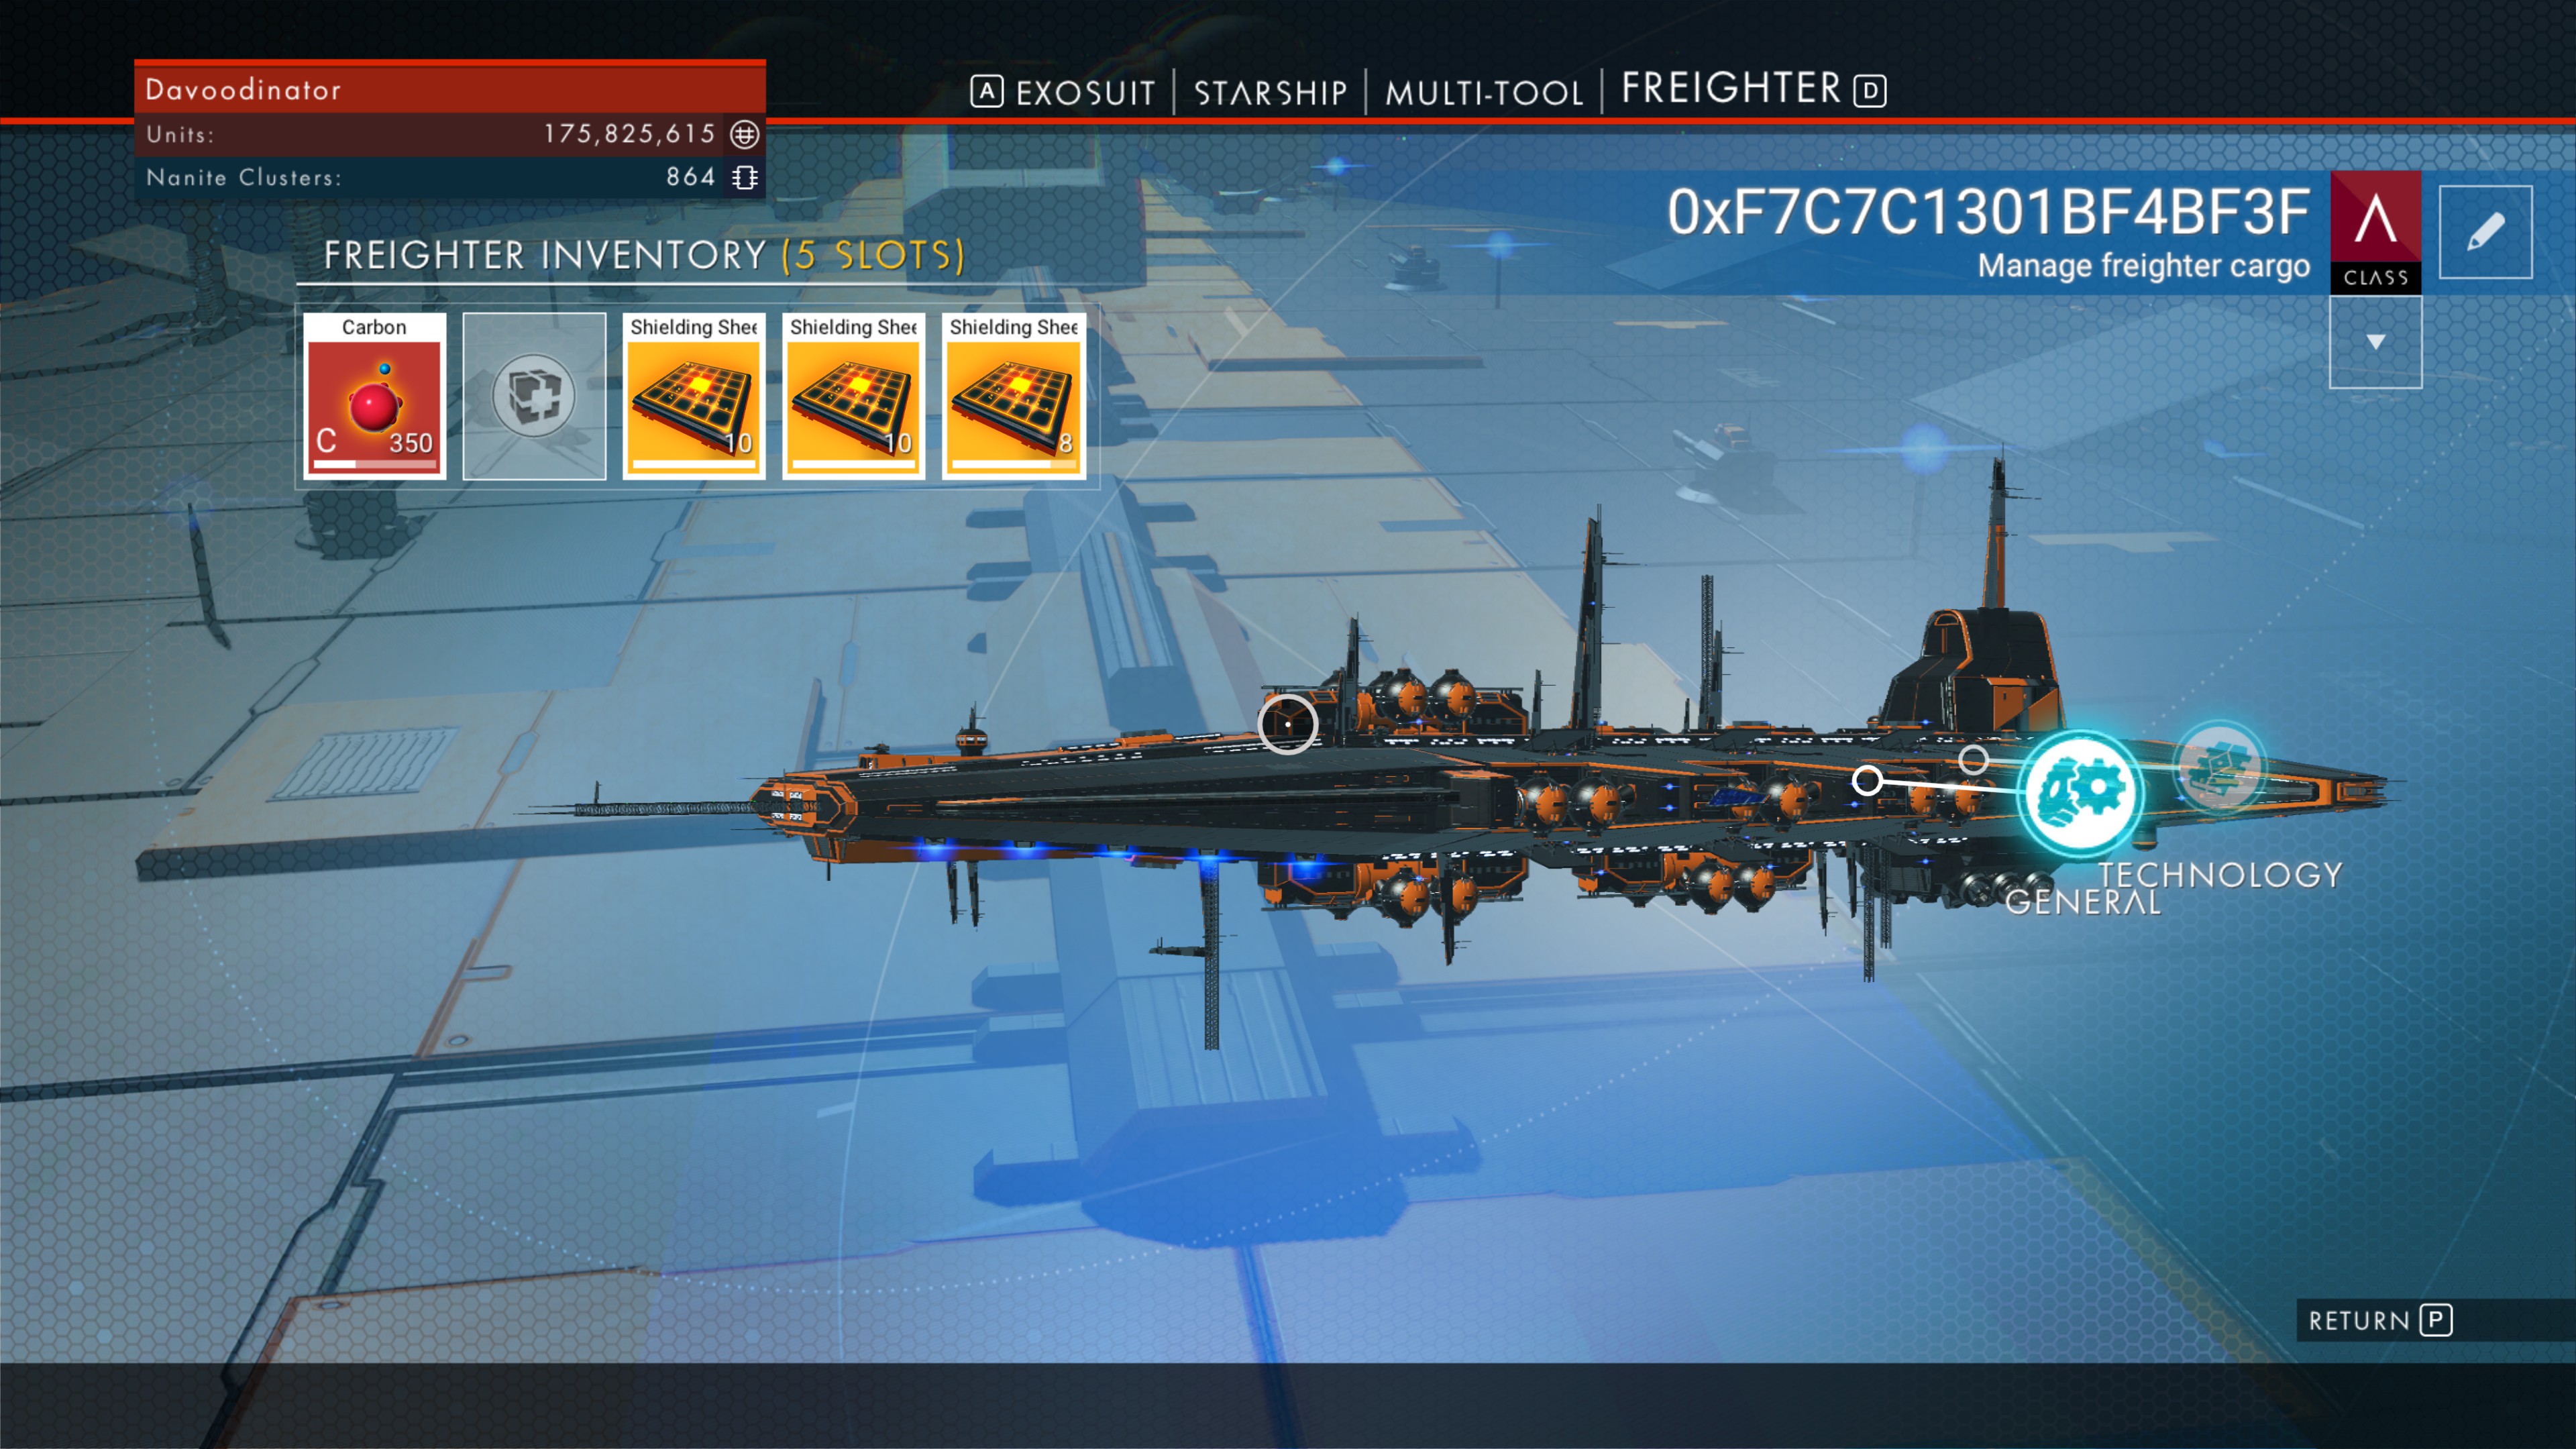 Davoodinator
Units: 175,825,615
Nanite Clusters: 864
A EXOSUIT STARSHIP MULTI-TOOL FREIGHTER D
0xF7C7C1301BF4BF3F
Manage freighter cargo
CLASS
FREIGHTER INVENTORY (5 SLOTS)
Carbon
C 350
Shielding Shee
10
Shielding Shee
10
Shielding Shee
8
TECHNOLOGY
GENERAL
RETURN P